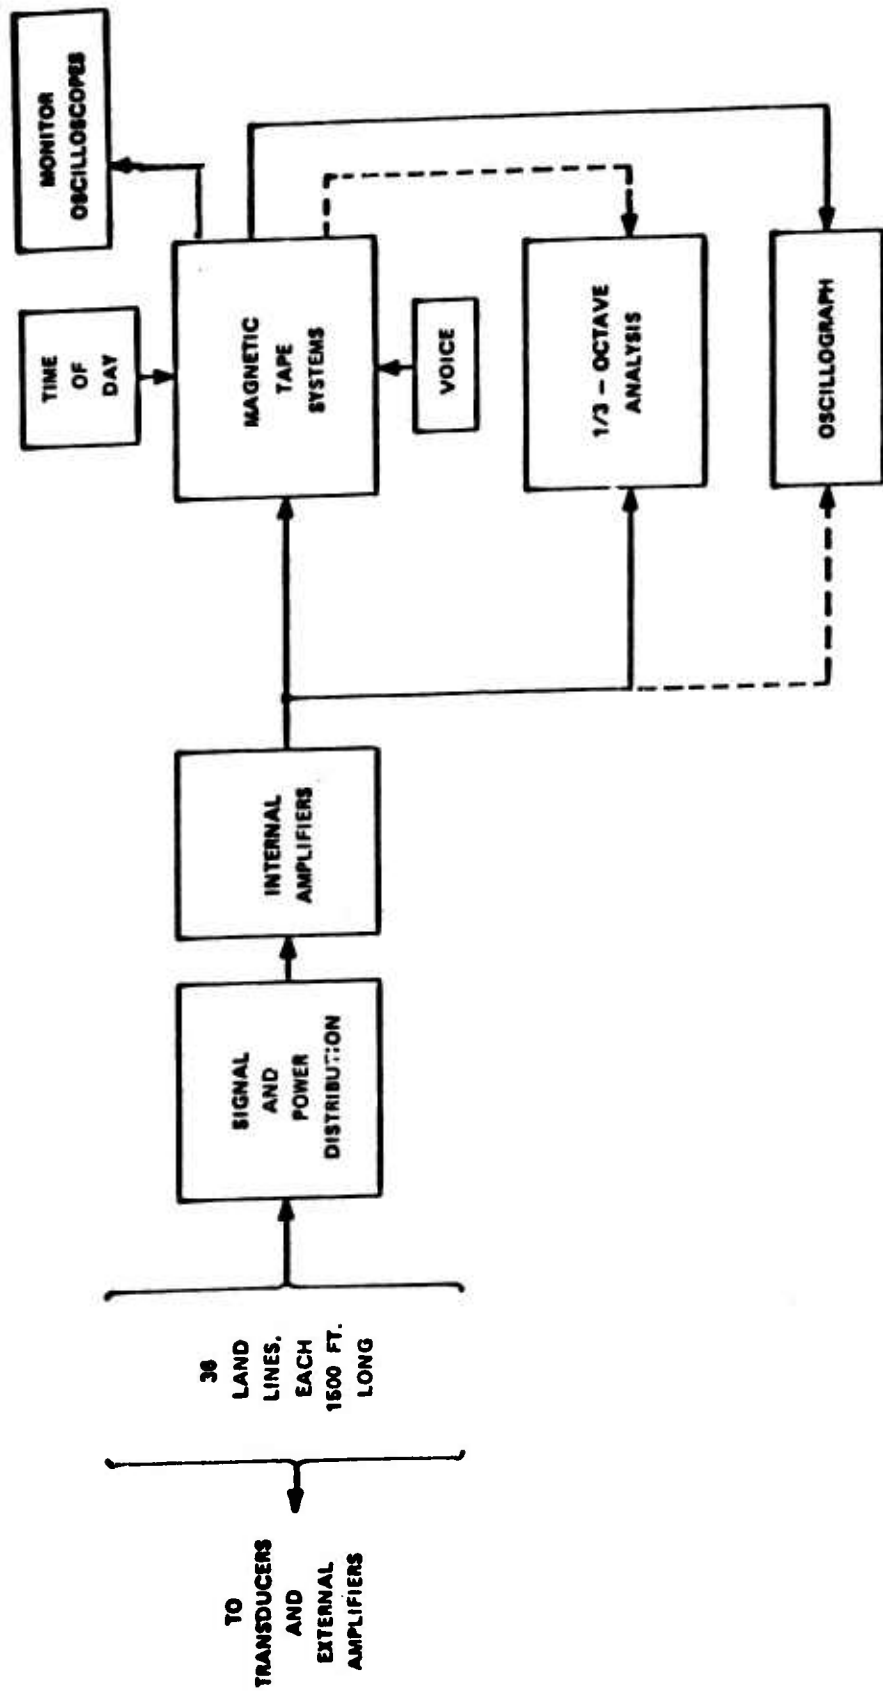 TO
TRANSDUCERS
AND
EXTERNAL
AMPLIFIERS
36
LAND
LINES,
EACH
1500 FT.
LONG
SIGNAL
AND
POWER
DISTRIBUTION
INTERNAL
AMPLIFIERS
TIME
OF
DAY
MONITOR
OSCILLOSCOPES
MAGNETIC
TAPE
SYSTEMS
VOICE
1/3 – OCTAVE
ANALYSIS
OSCILLOGRAPH